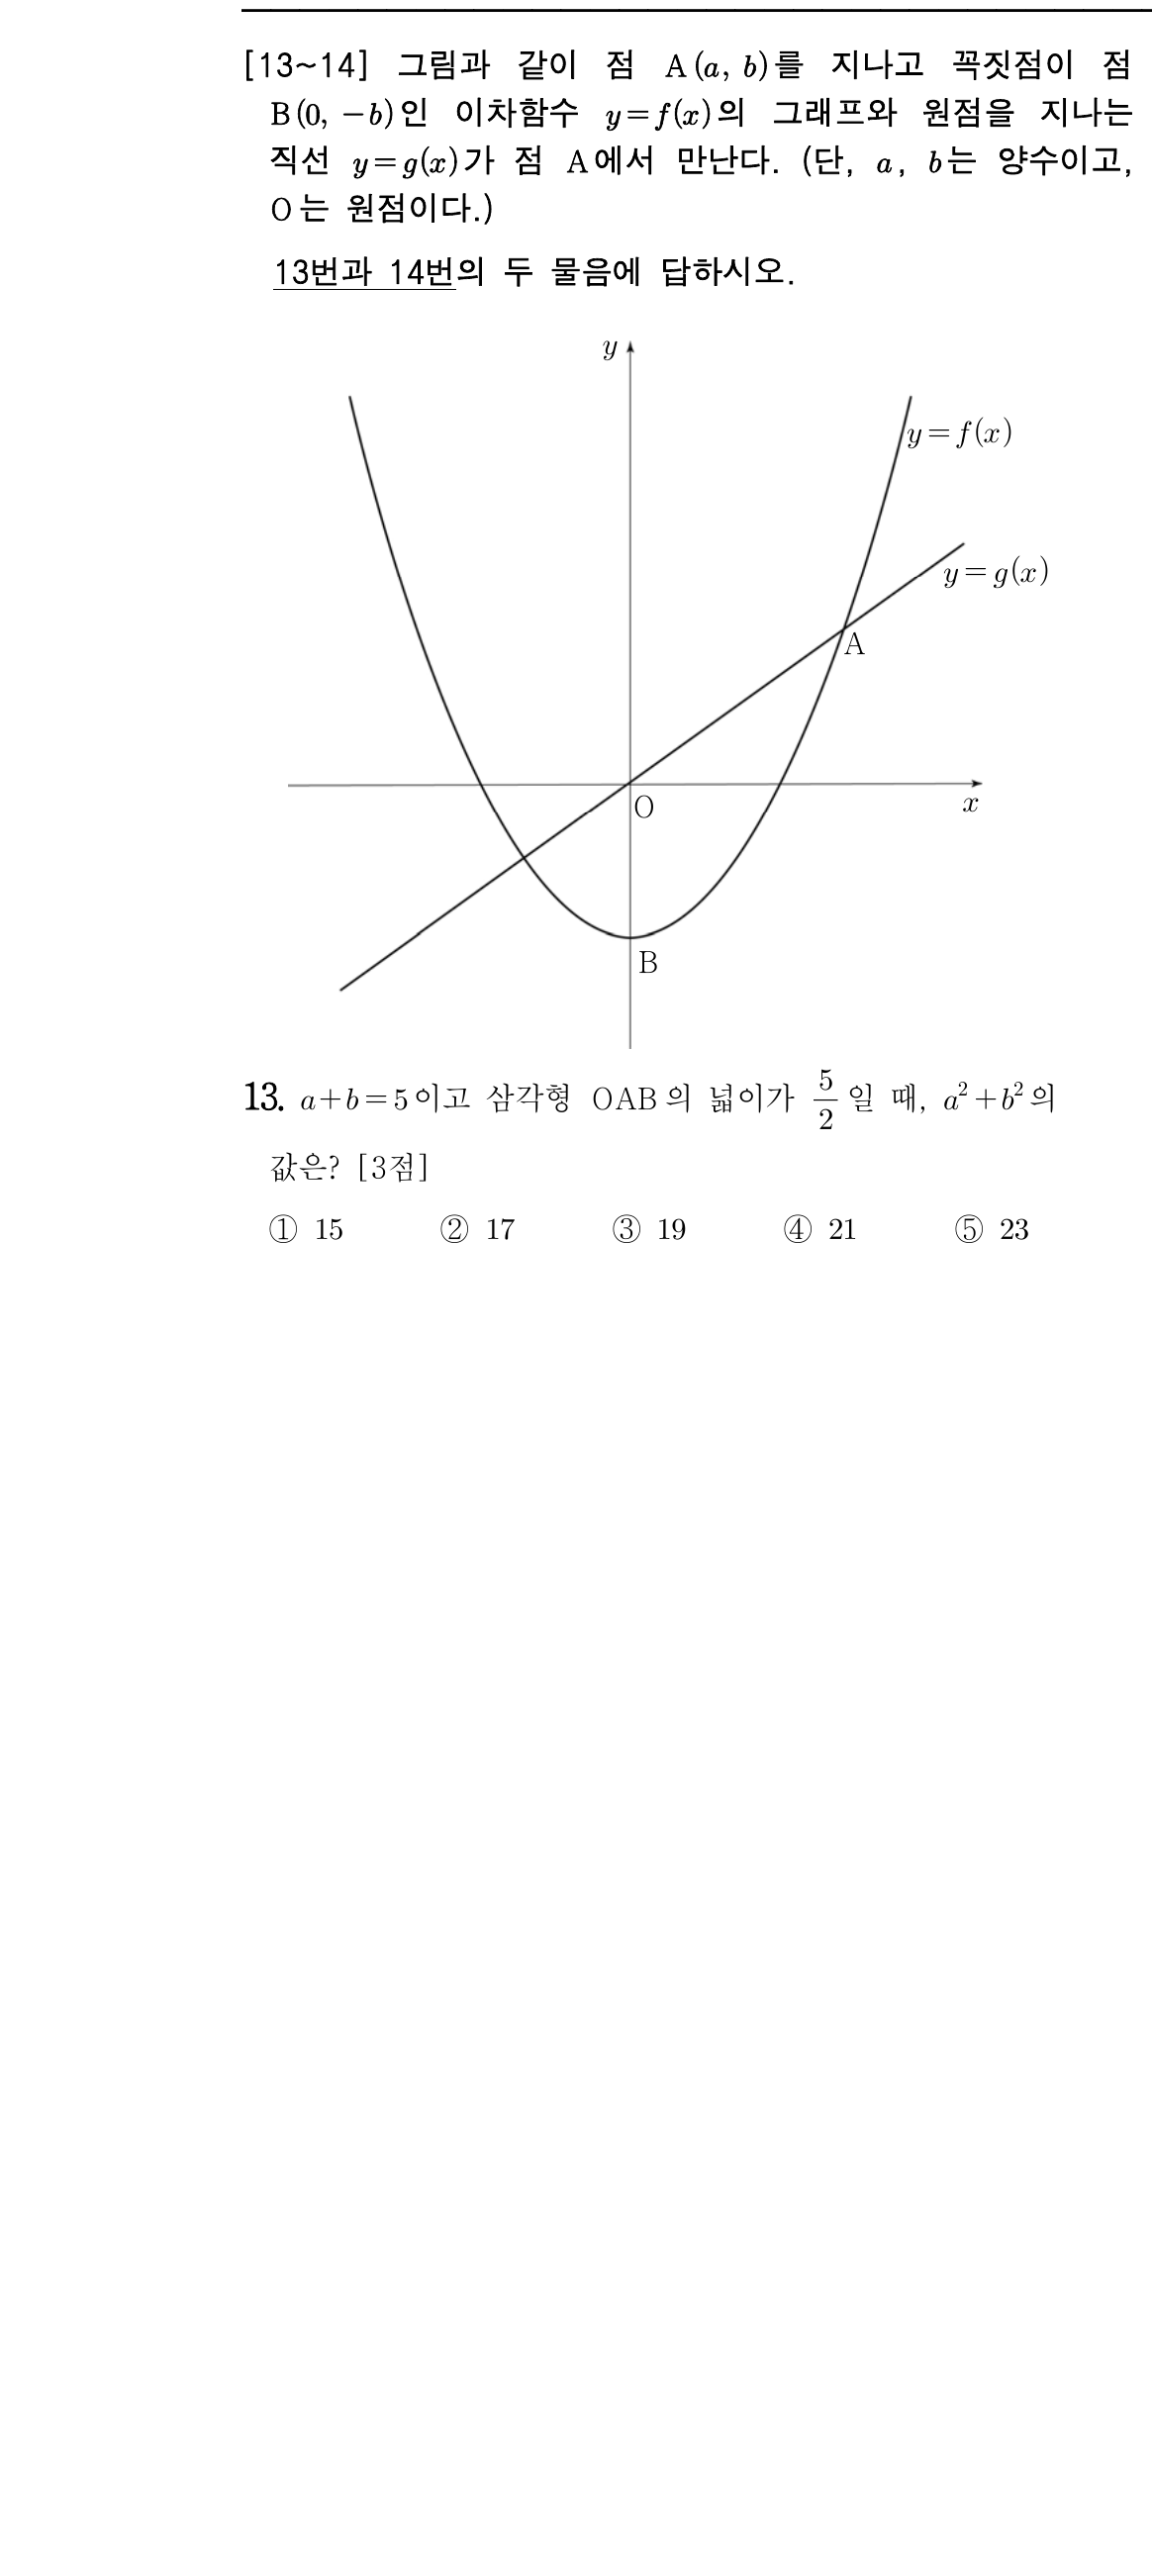 [13~14] 그림과 같이 점 A(a, b)를 지나고 꼭짓점이 점
B(0, −b)인 이차함수 y=f(x)의 그래프와 원점을 지나는
직선 y=g(x)가 점 A에서 만난다. (단, a, b는 양수이고,
O는 원점이다.)
13번과 14번의 두 물음에 답하시오.
y
y=f(x)
y=g(x)
A
O
x
B
13. a+b=5이고 삼각형 OAB의 넓이가 5/2일 때, a²+b²의
값은? [3점]
① 15 ② 17 ③ 19 ④ 21 ⑤ 23